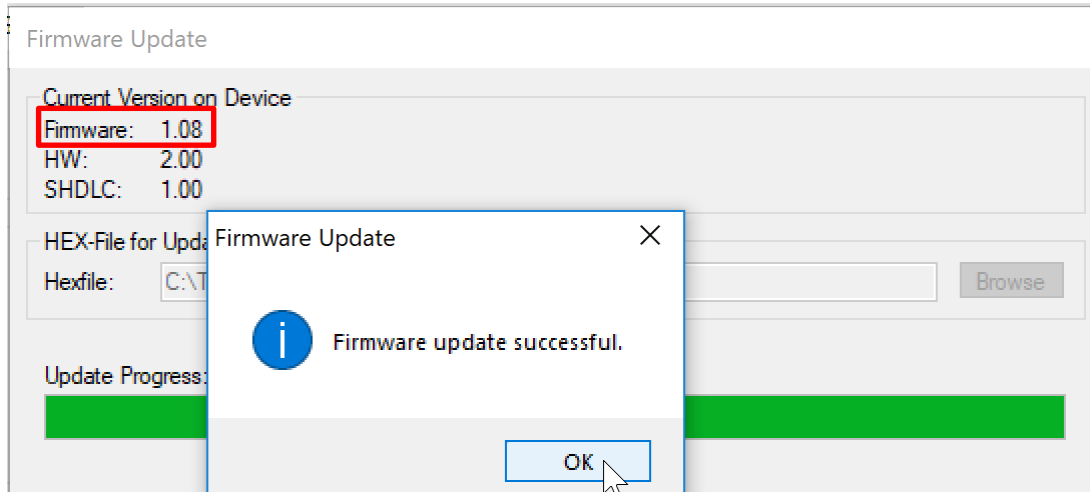 Firmware Update
Current Version on Device
Firmware: 1.08
HW: 2.00
SHDLC: 1.00
HEX-File for Upda
Hexfile: C:\T
Browse
Firmware Update
Firmware update successful.
Update Progress:
OK